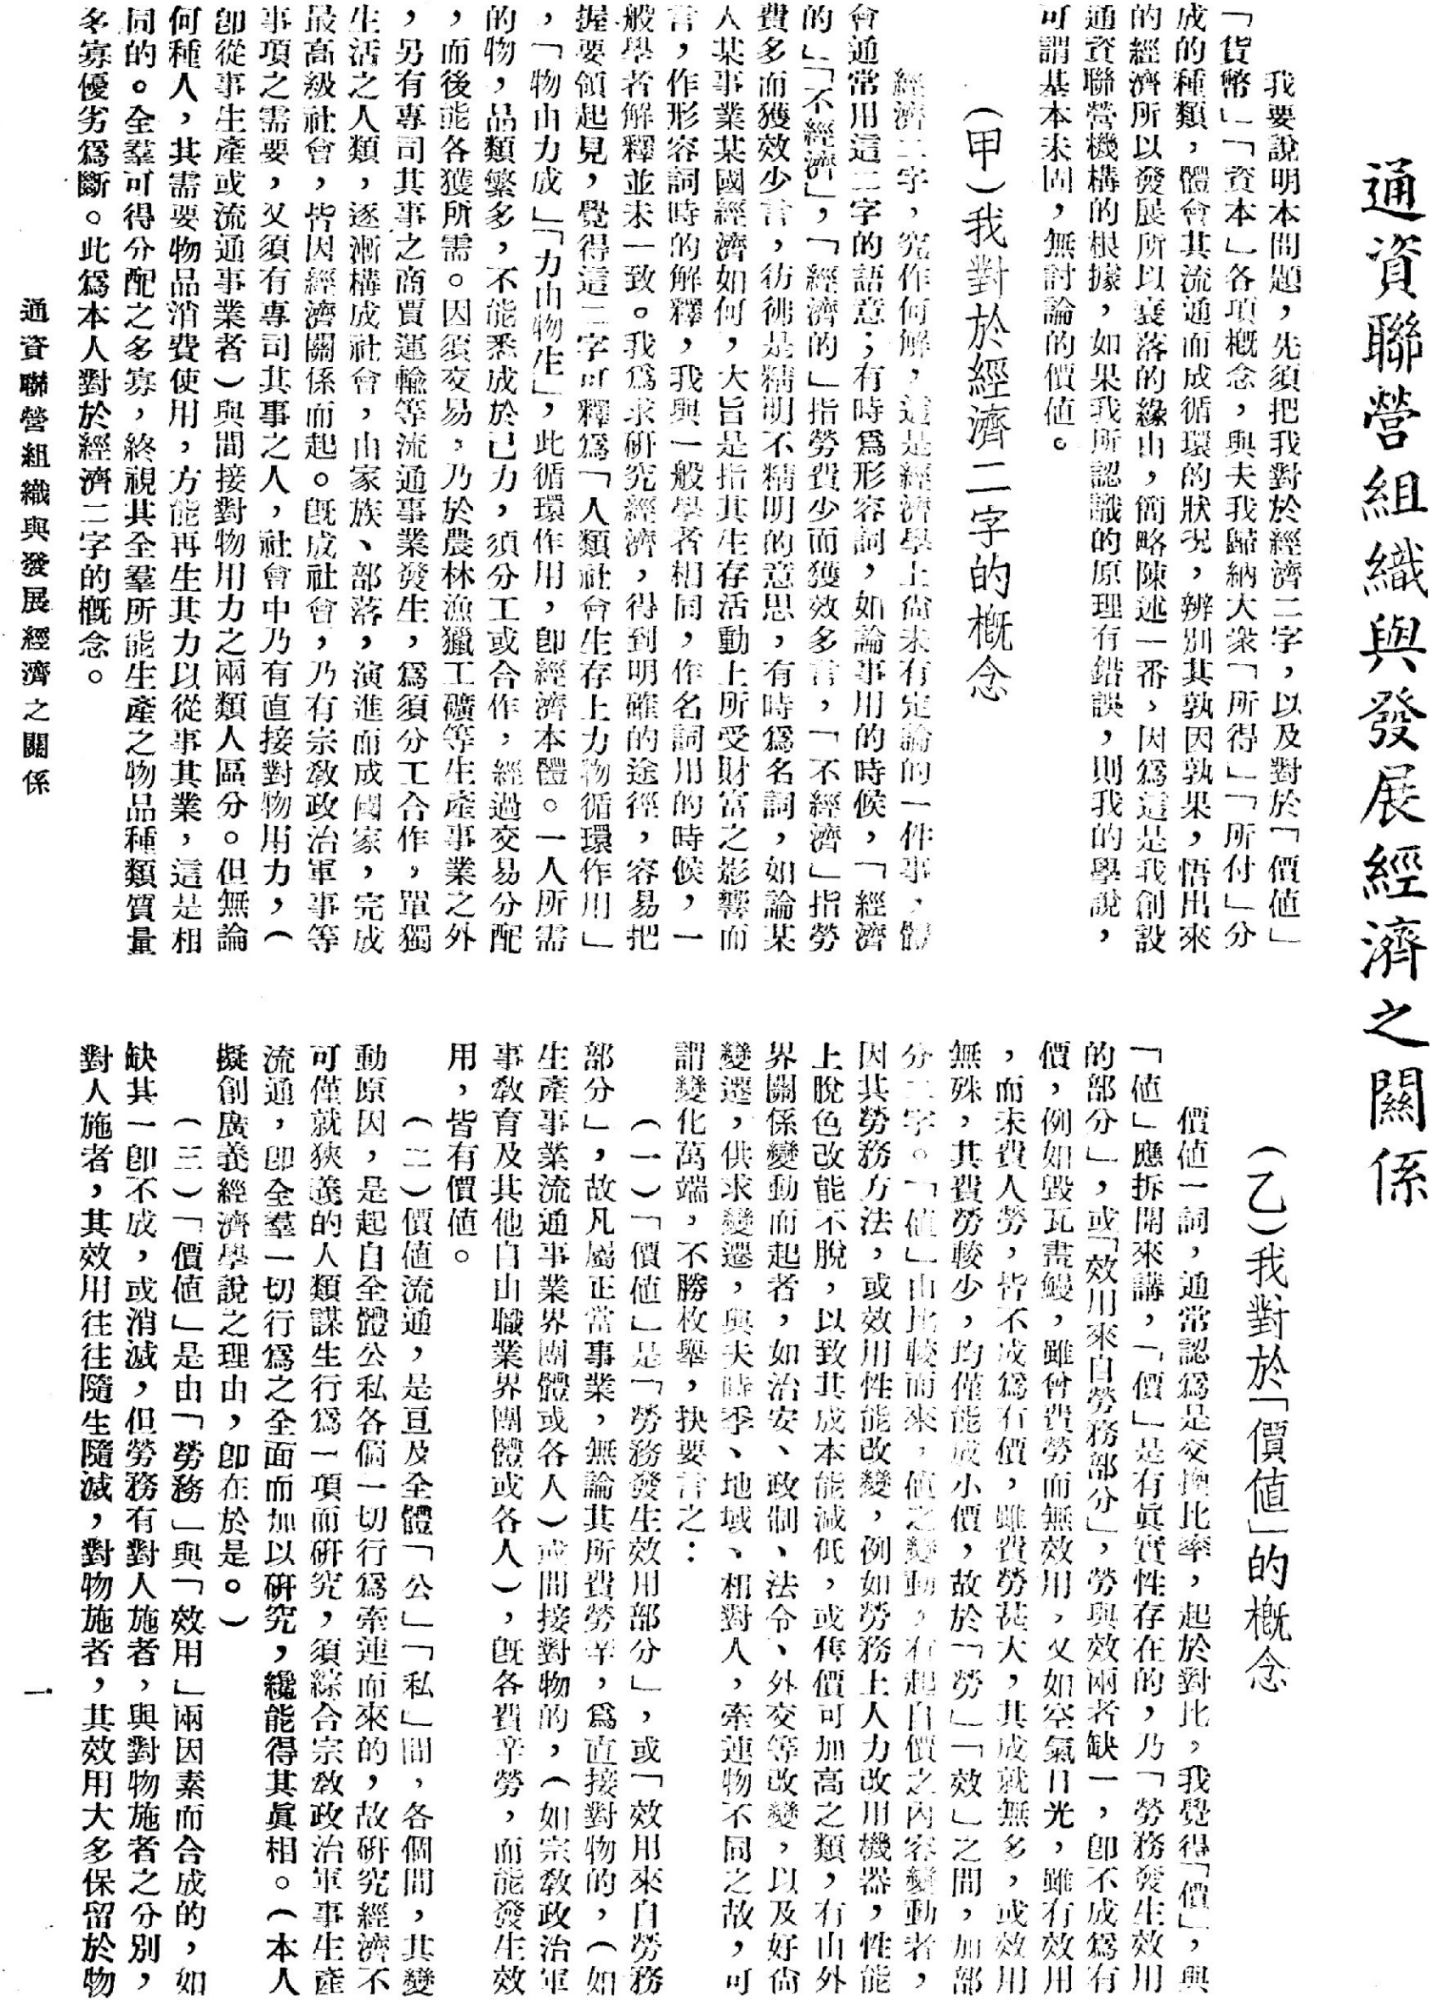 通資聯營組織與發展經濟之關係
我要說明本問題，先須把我對於經濟二字，以及對於「價値」
「貨幣」「資本」各項槪念，與夫我歸納大衆「所得」「所付」分
成的種類，體會其流通而成循環的狀況，辨別其孰因孰果，悟出來
的經濟所以發展所以衰落的緣由，簡略陳述一番，因爲這是我創設
通資聯營機構的根據，如果我所認識的原理有錯誤，則我的學說，
可謂基本未固，無討論的價値。
（甲）我對於經濟二字的槪念
經濟二字，究作何解，這是經濟學上尙未有定論的一件事，體
會通常用這二字的語意；有時爲形容詞，如論事用的時候，「經濟
的」「不經濟」，「經濟的」指勞費少而獲效多言，「不經濟」指勞
費多而獲效少言，彷彿是精明不精明的意思，有時爲名詞，如論某
人某事業某國經濟如何，大旨是指其生存活動上所受財富之影響而
言，作形容詞時的解釋，我與一般學者相同，作名詞用的時候，一
般學者解釋並未一致。我爲求研究經濟，得到明確的途徑，容易把
握要領起見，覺得這二字可釋爲「人類社會生存上力物循環作用」
，「物由力成」「力由物生」，此循環作用，卽經濟本體。一人所需
的物，品類繁多，不能悉成於己力，須分工或合作，經過交易分配
，而後能各獲所需。因須交易，乃於農林漁獵工礦等生產事業之外
，另有專司其事之商賈運輸等流通事業發生，爲須分工合作，單獨
生活之人類，逐漸構成社會，由家族、部落，演進而成國家，完成
最高級社會，皆因經濟關係而起。旣成社會，乃有宗教政治軍事等
事項之需要，又須有專司其事之人，社會中乃有直接對物用力，（
卽從事生產或流通事業者）與間接對物用力之兩類人區分。但無論
何種人，其需要物品消費使用，方能再生其力以從事其業，這是相
同的。全羣可得分配之多寡，終視其全羣所能生產之物品種類質量
多寡優劣爲斷。此爲本人對於經濟二字的槪念。
（乙）我對於「價値」的槪念
價値一詞，通常認爲是交換比率，起於對比，我覺得「價」，與
「値」應拆開來講，「價」是有眞實性存在的，乃「勞務發生效用
的部分」，或「效用來自勞務部分」，勞與效兩者缺一，卽不成爲有
價，例如毀瓦畫鰻，雖曾費勞而無效用，又如空氣日光，雖有效用
，而未費人勞，皆不成爲有價，雖費勞甚大，其成就無多，或效用
無殊，其費勞較少，均僅能成小價，故於「勞」「效」之間，加部
分二字。「値」由比較而來，値之變動，有起自價之內容變動者，
因其勞務方法，或效用性能改變，例如勞務上人力改用機器，性能
上脫色改能不脫，以致其成本能減低，或售價可加高之類，有由外
界關係變動而起者，如治安、政制、法令、外交等改變，以及好尙
變遷，供求變遷，與夫時季、地域、相對人，牽連物不同之故，可
謂變化萬端，不勝枚舉，抉要言之：
（一）「價値」是「勞務發生效用部分」，或「效用來自勞務
部分」，故凡屬正當事業，無論其所費勞辛，爲直接對物的，（如
生產事業流通事業界團體或各人）或間接對物的，（如宗教政治軍
事教育及其他自由職業界團體或各人），旣各費辛勞，而能發生效
用，皆有價値。
（二）價値流通，是亘及全體「公」「私」間，各個間，其變
動原因，是起自全體公私各個一切行爲牽連而來的，故研究經濟不
可僅就狹義的人類謀生行爲一項而研究，須綜合宗教政治軍事生產
流通，卽全羣一切行爲之全面而加以研究，纔能得其眞相。（本人
擬創廣義經濟學說之理由，卽在於是。）
（三）「價値」是由「勞務」與「效用」兩因素而合成的，如
缺其一卽不成，或消滅，但勞務有對人施者，與對物施者之分別，
對人施者，其效用往往隨生隨滅，對物施者，其效用大多保留於物
通資聯營組織與發展經濟之關係
一